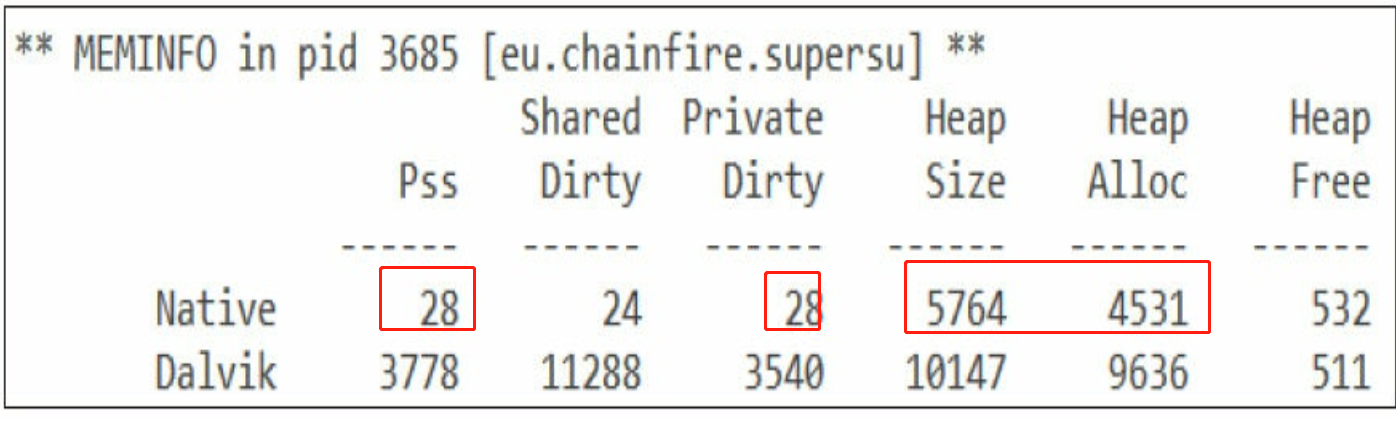 ** MEMINFO in pid 3685 [eu.chainfire.supersu] **
Shared Private Heap Heap Heap
Pss Dirty Dirty Size Alloc Free
------ ------ ------ ------ ------ ------
Native 28 24 28 5764 4531 532
Dalvik 3778 11288 3540 10147 9636 511